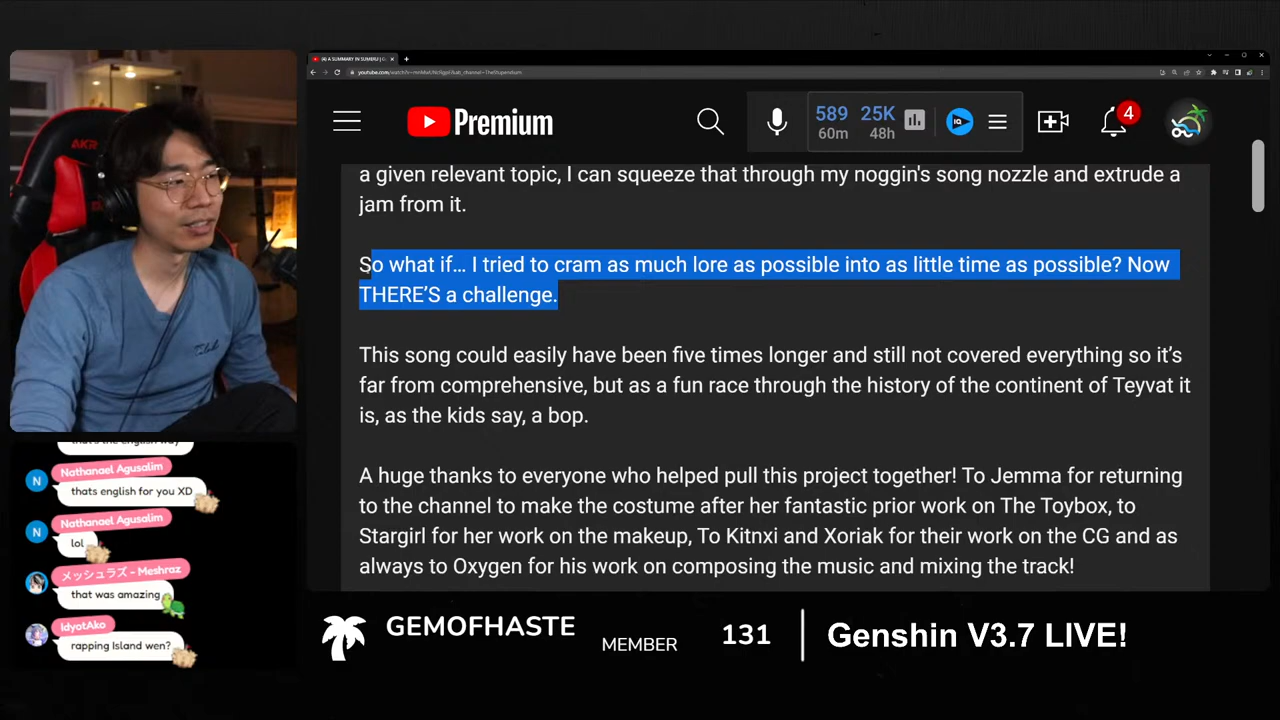 (4) A SUMMARY IN SUMERU |
Premium
589
60m
25K
48h
4
a given relevant topic, I can squeeze that through my noggin's song nozzle and extrude a
jam from it.
So what if… I tried to cram as much lore as possible into as little time as possible? Now
THERE'S a challenge.
This song could easily have been five times longer and still not covered everything so it's
far from comprehensive, but as a fun race through the history of the continent of Teyvat it
is, as the kids say, a bop.
A huge thanks to everyone who helped pull this project together! To Jemma for returning
to the channel to make the costume after her fantastic prior work on The Toybox, to
Stargirl for her work on the makeup, To Kitnxi and Xoriak for their work on the CG and as
always to Oxygen for his work on composing the music and mixing the track!
AKR
that's the english way
N
Nathanael Agusalim
thats english for you XD
N
Nathanael Agusalim
lol
メッシュラズ - Meshraz
that was amazing
IdyotAko
rapping Island wen?
GEMOFHASTE
MEMBER
131
Genshin V3.7 LIVE!